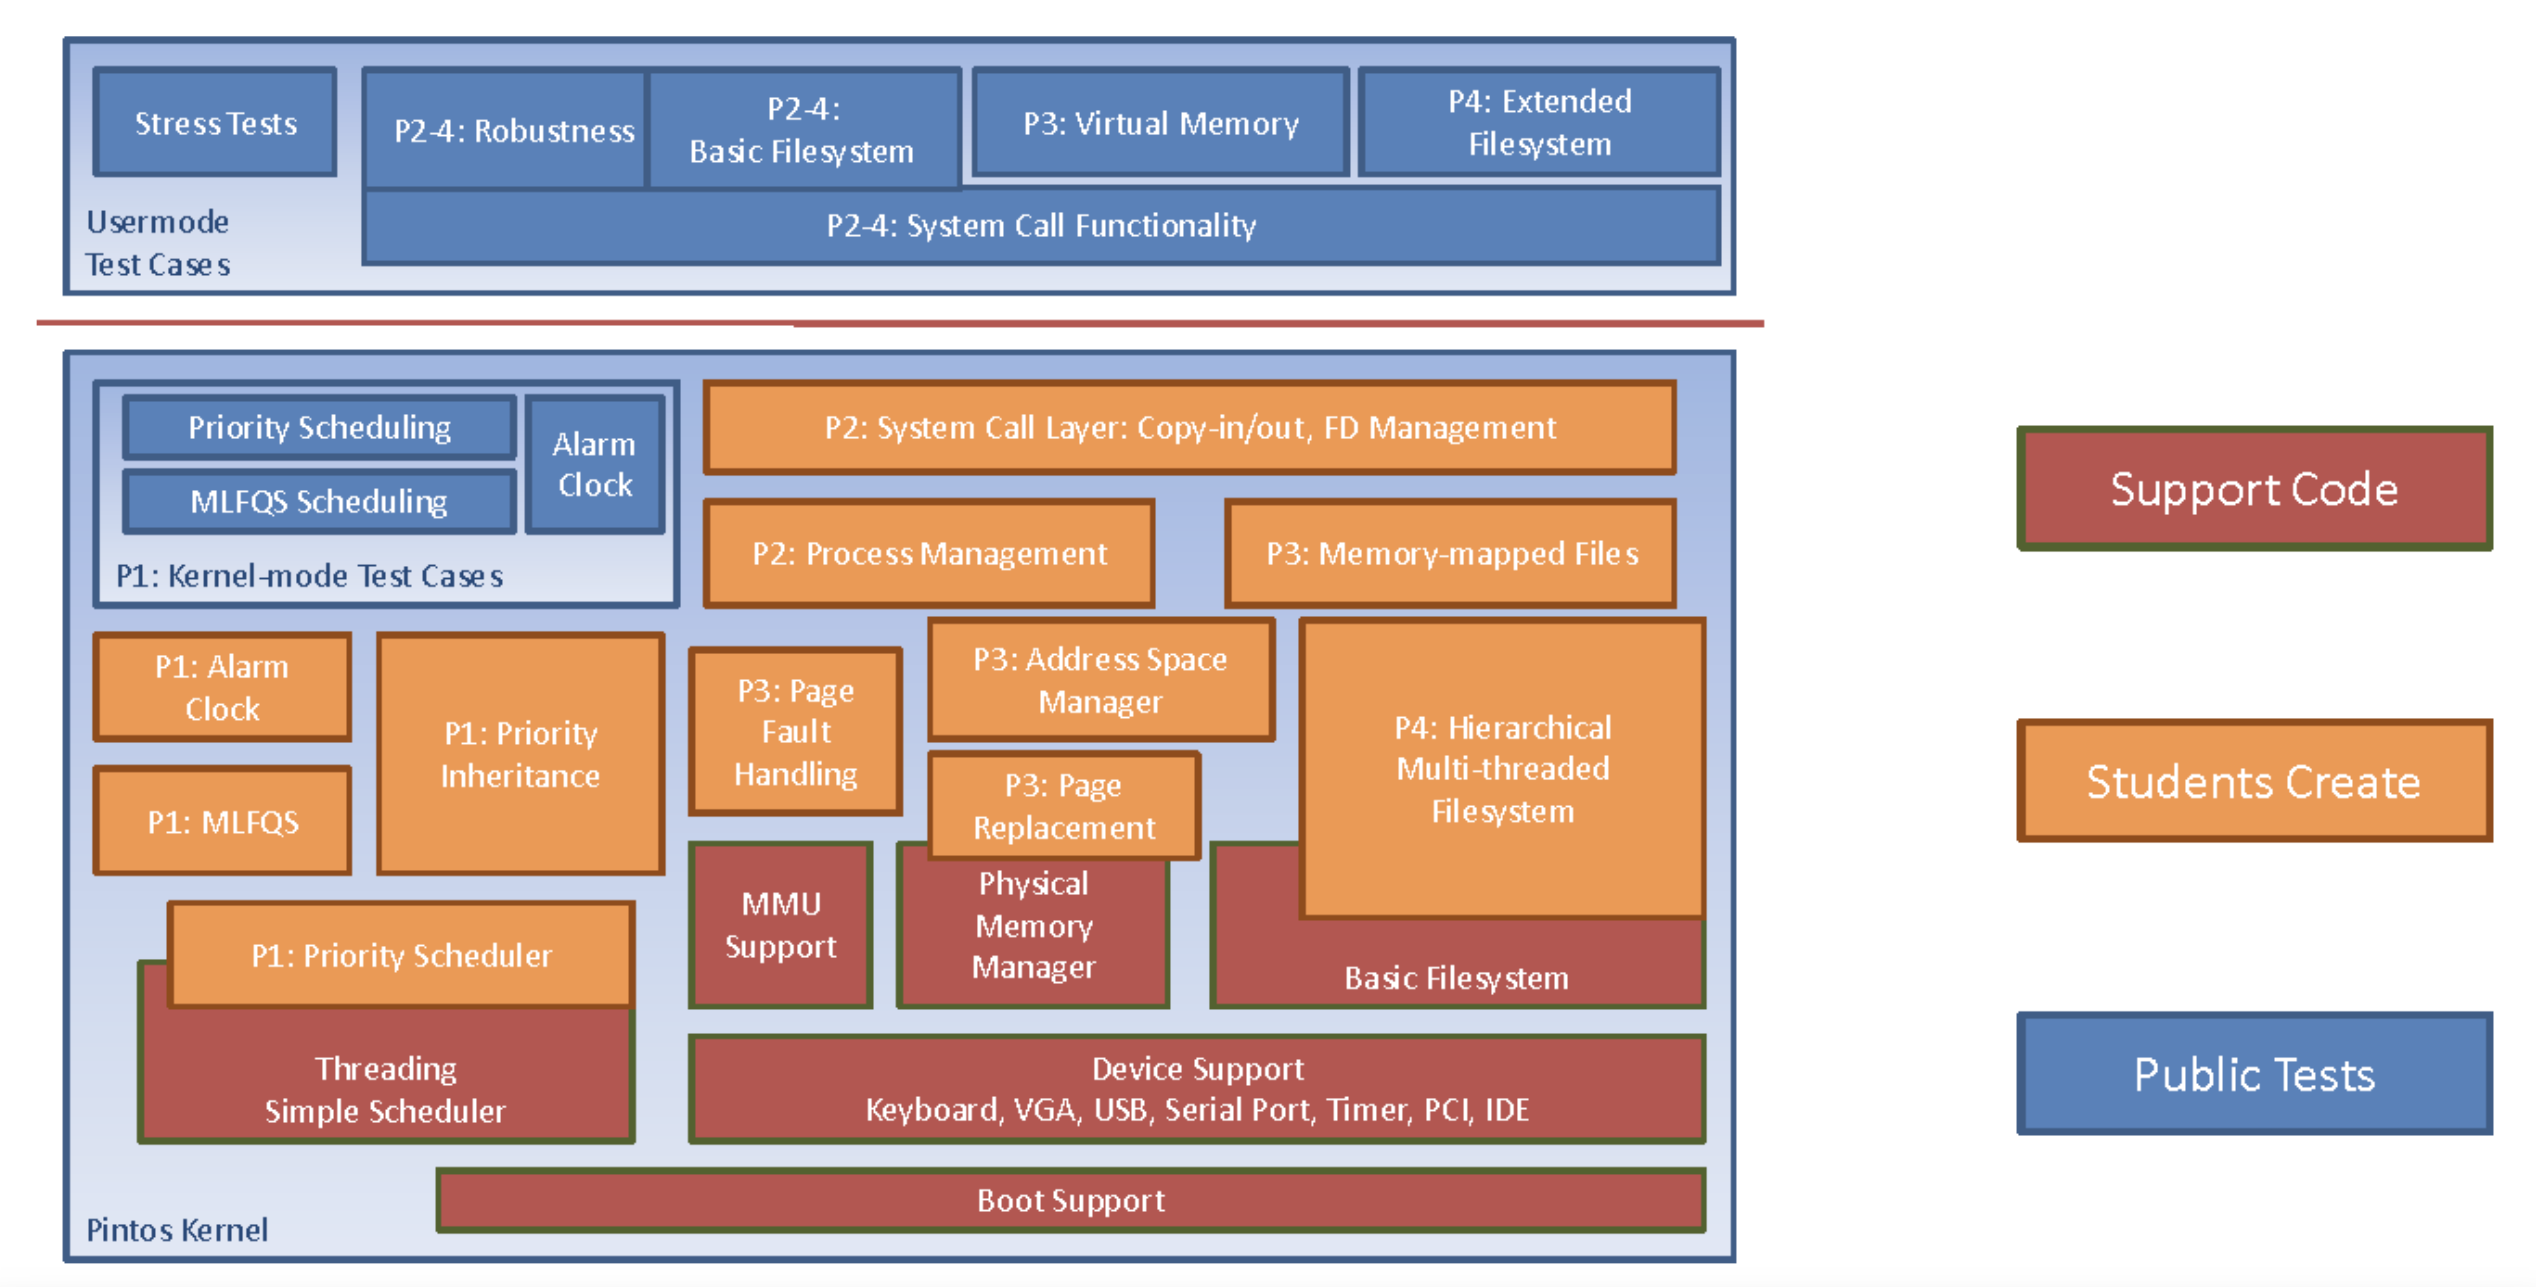 Stress Tests
P2-4: Robustness
P2-4:
Basic Filesystem
P3: Virtual Memory
P4: Extended
Filesystem
Usermode
Test Cases
P2-4: System Call Functionality
Priority Scheduling
MLFQS Scheduling
Alarm
Clock
P1: Kernel-mode Test Cases
P2: System Call Layer: Copy-in/out, FD Management
P2: Process Management
P3: Memory-mapped Files
P1: Alarm
Clock
P1: MLFQS
P1: Priority
Inheritance
P3: Page
Fault
Handling
P3: Address Space
Manager
P3: Page
Replacement
P4: Hierarchical
Multi-threaded
Filesystem
P1: Priority Scheduler
Threading
Simple Scheduler
MMU
Support
Physical
Memory
Manager
Basic Filesystem
Device Support
Keyboard, VGA, USB, Serial Port, Timer, PCI, IDE
Boot Support
Pintos Kernel
Support Code
Students Create
Public Tests